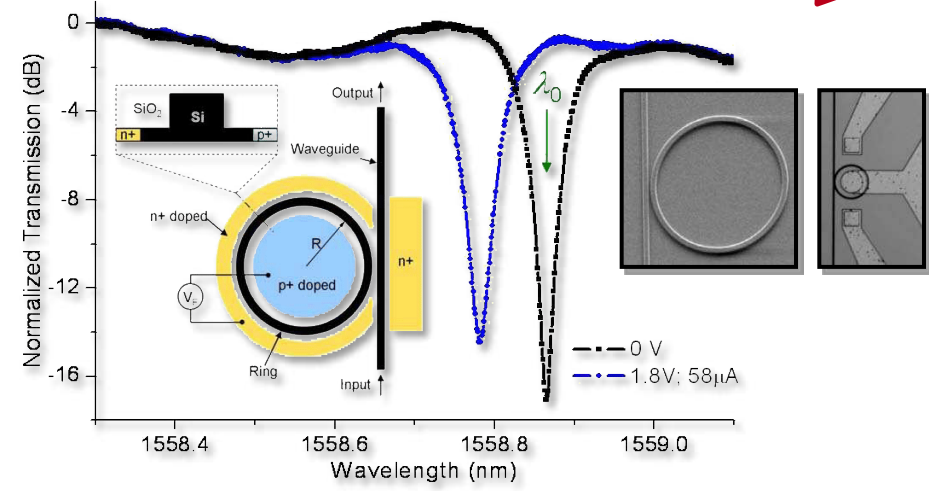 Normalized Transmission (dB)
0
-4
-8
-12
-16
1558.4
1558.6
1558.8
1559.0
Wavelength (nm)
SiO₂
Si
n+
p+
Output
Waveguide
n+ doped
R
p+ doped
n+
V_F
Ring
Input
λ₀
0 V
1.8V; 58μA